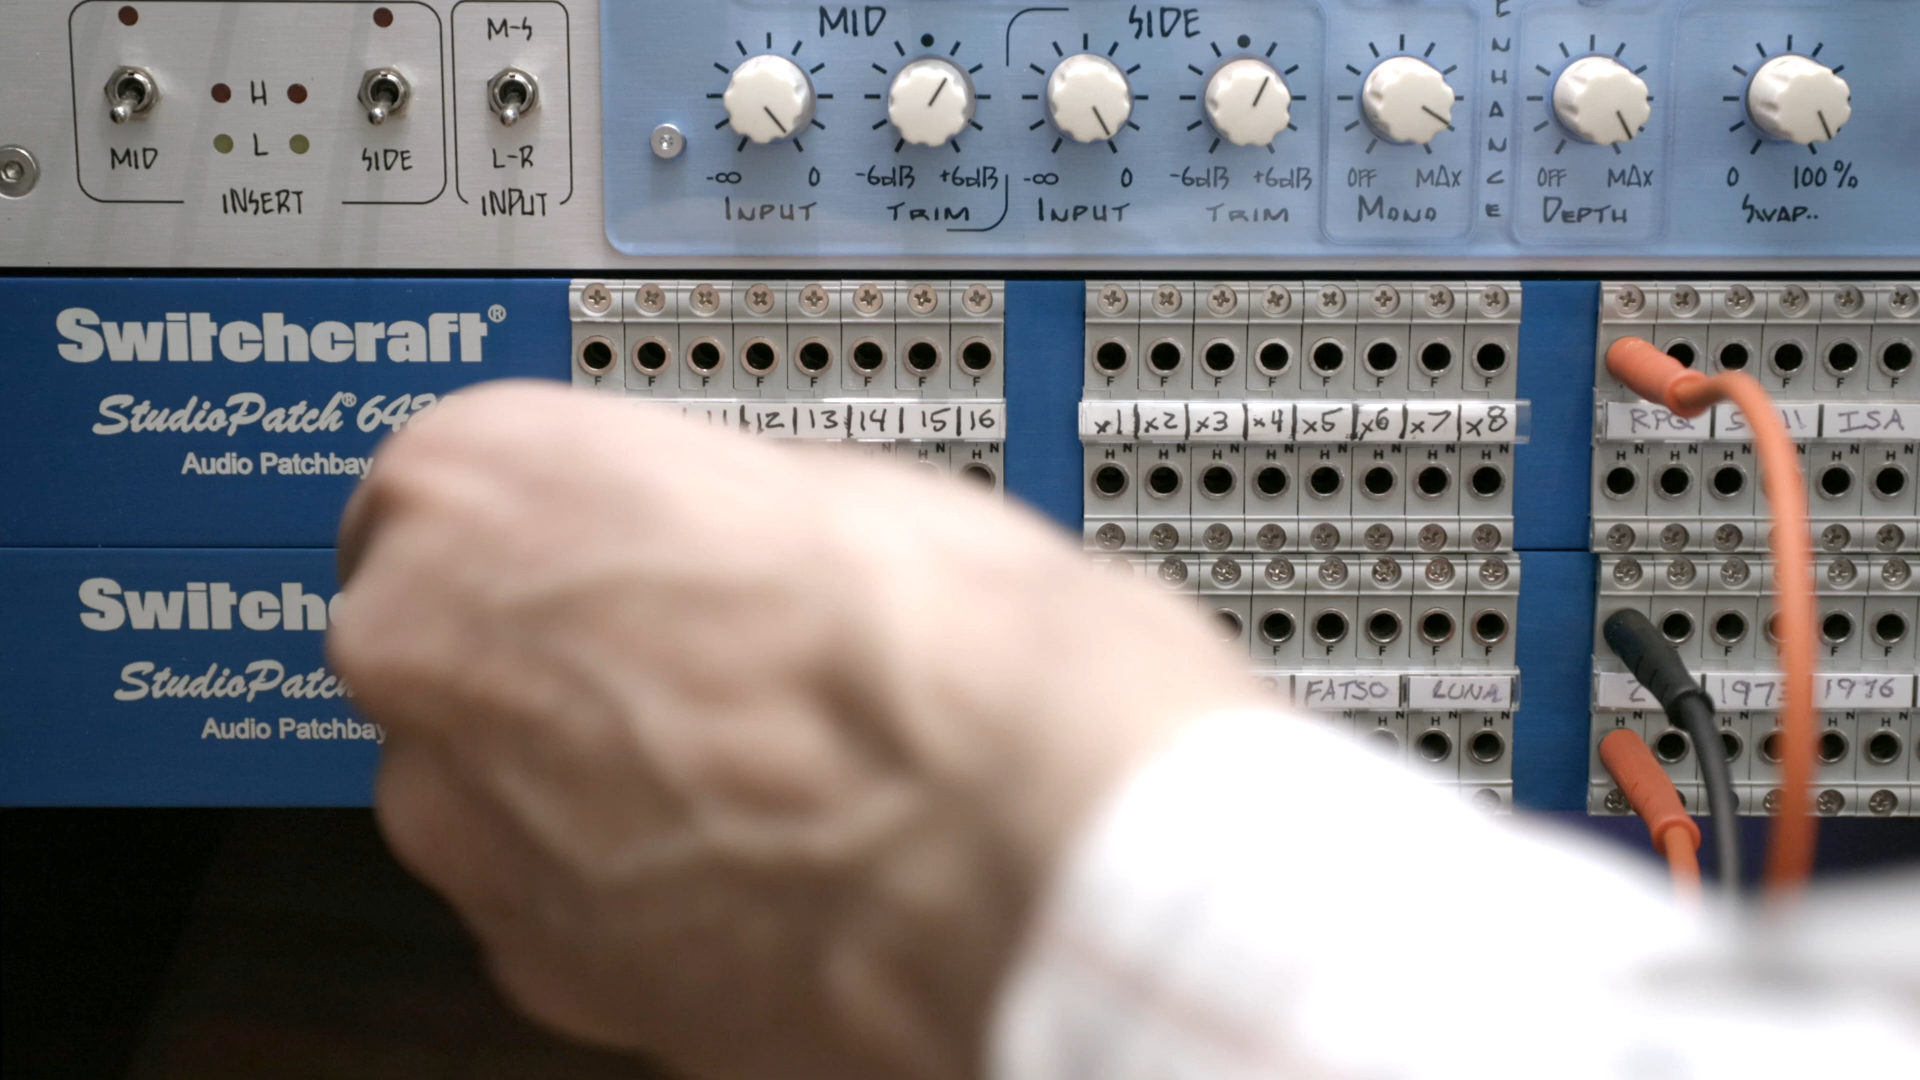 MID SIDE
M-S
H
L
MID SIDE
INSERT
L-R
INPUT
-∞ 0 -6dB +6dB -∞ 0 -6dB +6dB OFF MAX OFF MAX 0 100%
INPUT TRIM INPUT TRIM MONO DEPTH SWAP..
ENHANCE
Switchcraft®
StudioPatch®
Audio Patchbay
F F F F F F F F F F F F F F F F F F F F
12 13 14 15 16 x1 x2 x3 x4 x5 x6 x7 x8 ISA
H N H N H N H N H N H N H N H N H N H N
Switchc
StudioPatch
Audio Patchbay
F F F F F F F F
FATSO LUNA 1976
H N H N H N H N